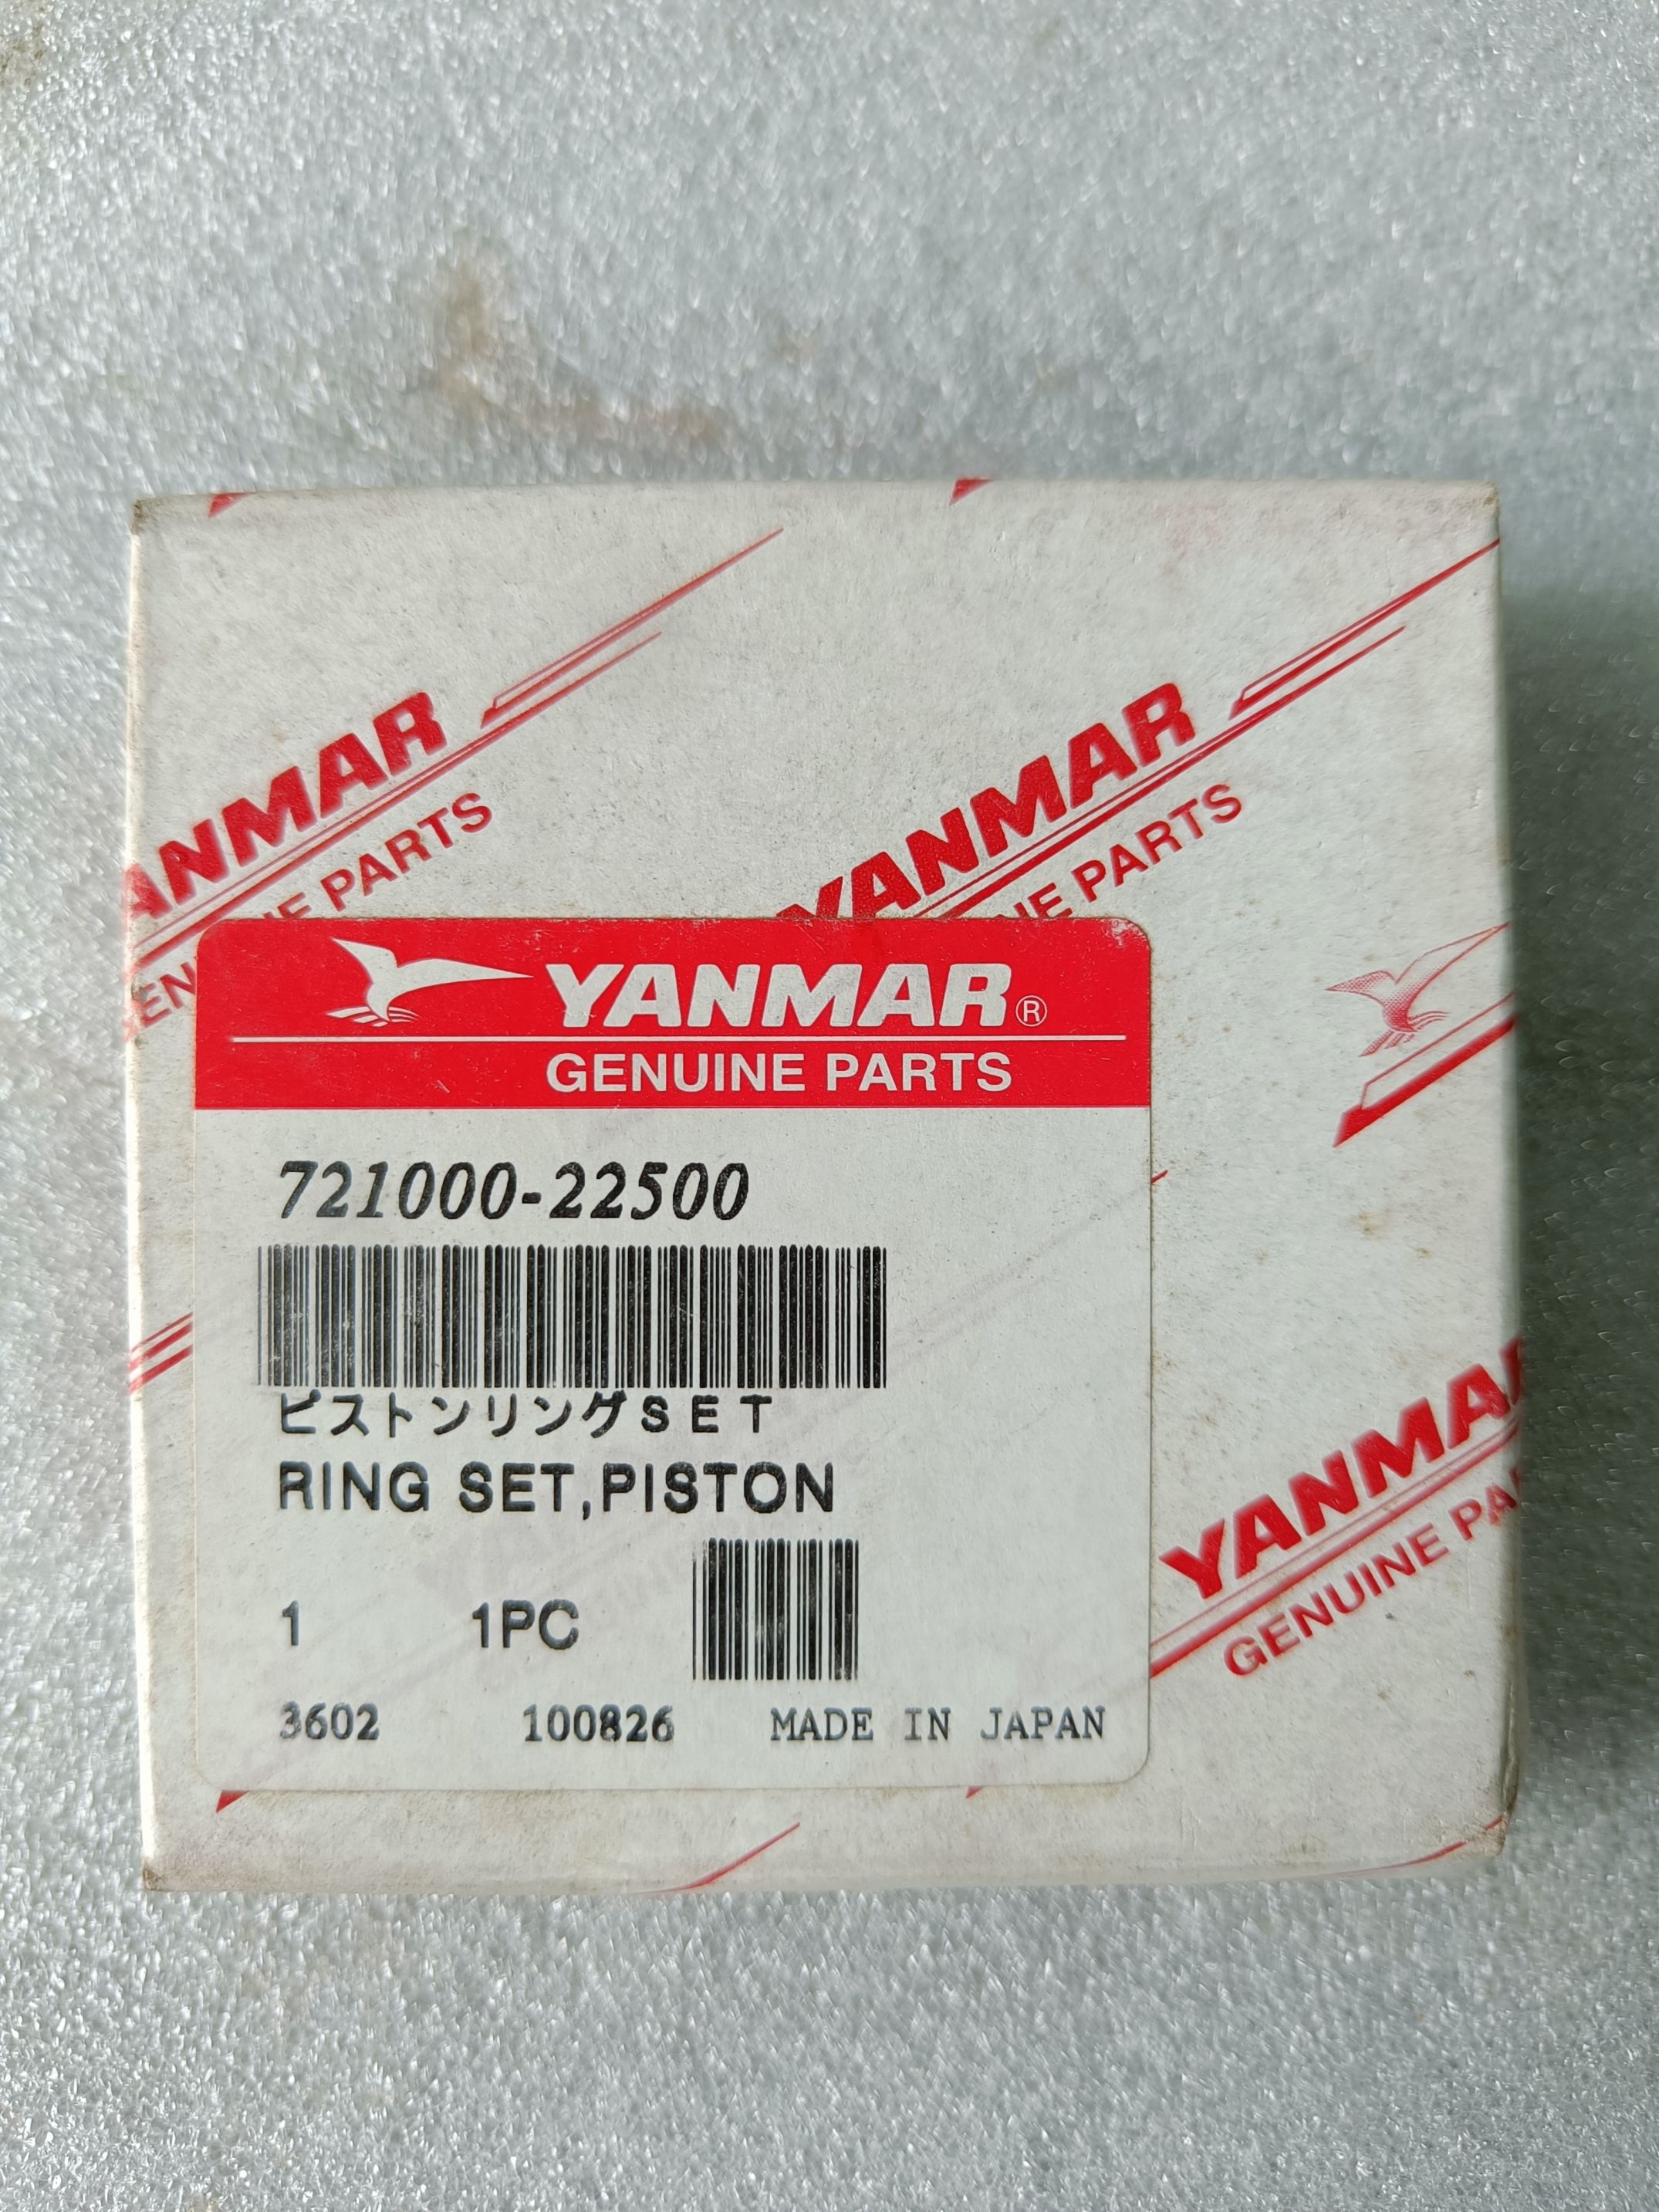 YANMAR
GENUINE PARTS
YANMAR
GENUINE PARTS
YANMAR®
GENUINE PARTS
721000-22500
ピストンリングSET
RING SET,PISTON
1 1PC
3602 100826 MADE IN JAPAN
YANMAR
GENUINE PARTS